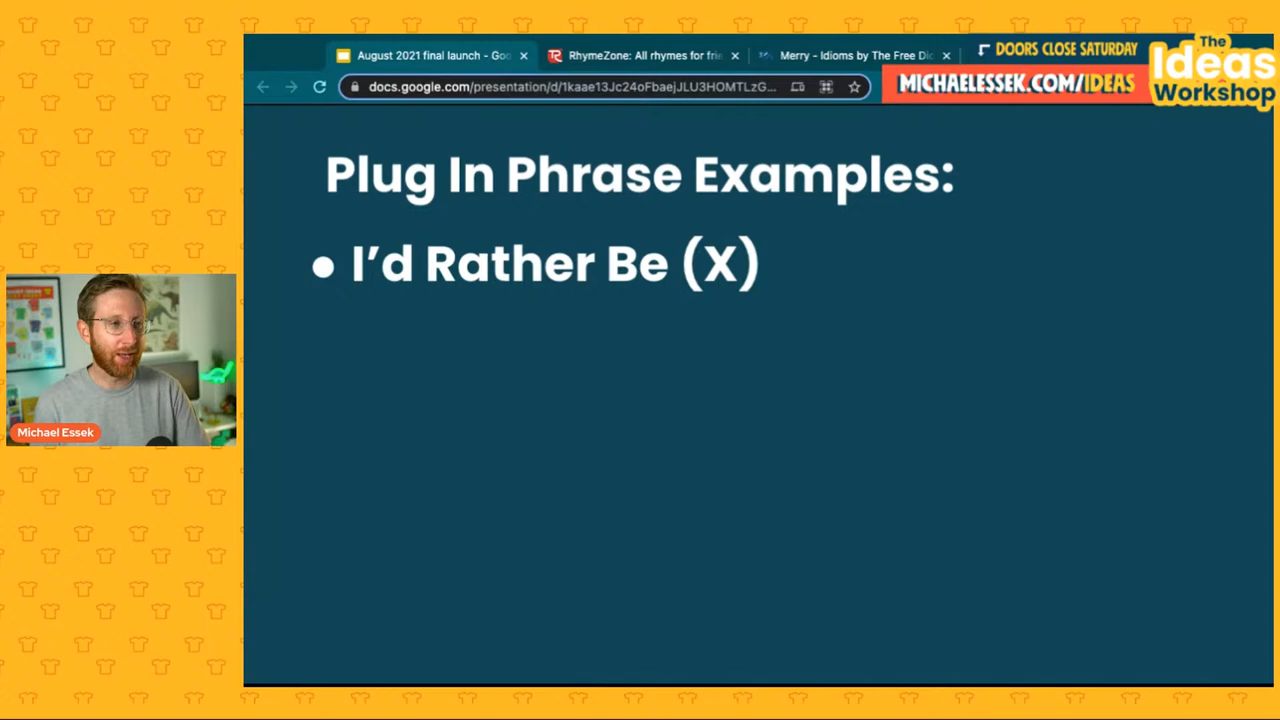 August 2021 final launch - Goo
RhymeZone: All rhymes for frie
Merry - Idioms by The Free Dic
DOORS CLOSE SATURDAY
The
Ideas
Workshop
docs.google.com/presentation/d/1kaae13Jc24oFbaejJLU3HOMTLzG...
MICHAELESSEK.COM/IDEAS
Plug In Phrase Examples:
• I'd Rather Be (X)
Michael Essek